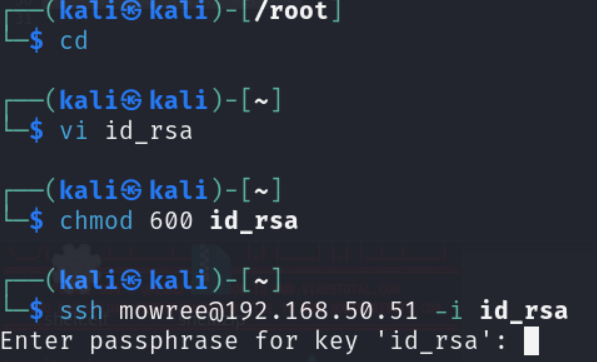 ┌──(kali㉿kali)-[/root]
└─$ cd
┌──(kali㉿kali)-[~]
└─$ vi id_rsa
┌──(kali㉿kali)-[~]
└─$ chmod 600 id_rsa
┌──(kali㉿kali)-[~]
└─$ ssh mowree@192.168.50.51 -i id_rsa
Enter passphrase for key 'id_rsa':